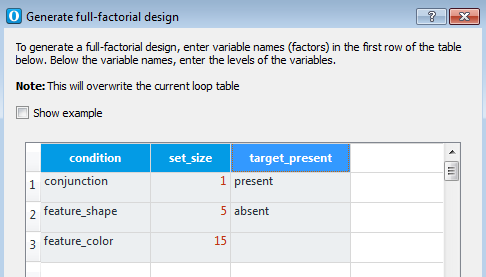 Generate full-factorial design
To generate a full-factorial design, enter variable names (factors) in the first row of the table
below. Below the variable names, enter the levels of the variables.
Note: This will overwrite the current loop table
Show example
condition set_size target_present
1 conjunction 1 present
2 feature_shape 5 absent
3 feature_color 15